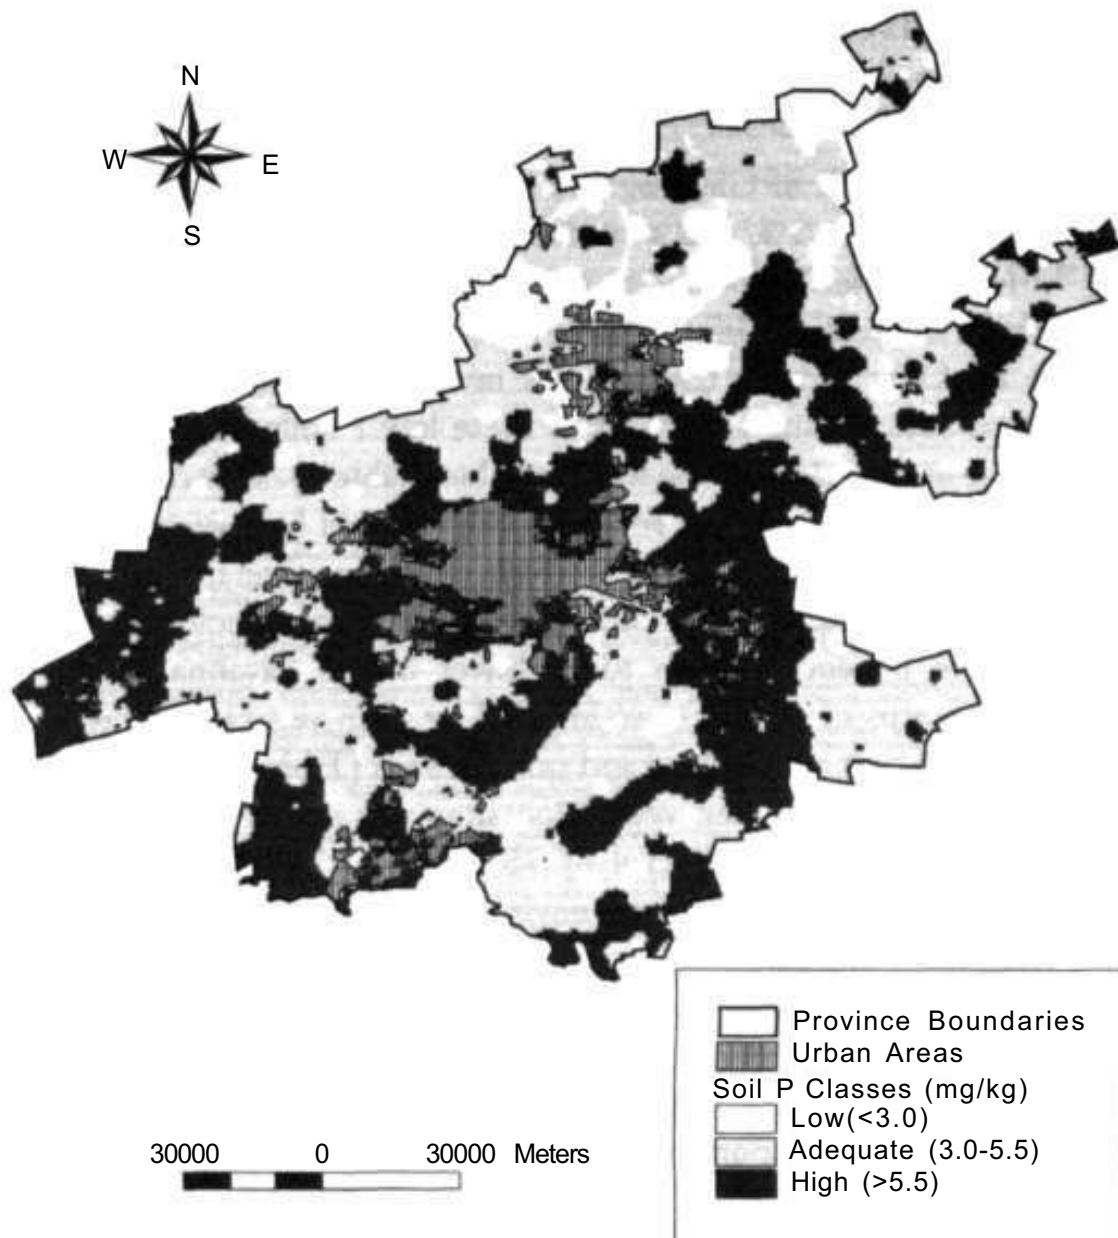 N
W E
S
Province Boundaries
Urban Areas
Soil P Classes (mg/kg)
Low(<3.0)
Adequate (3.0-5.5)
High (>5.5)
30000 0 30000 Meters